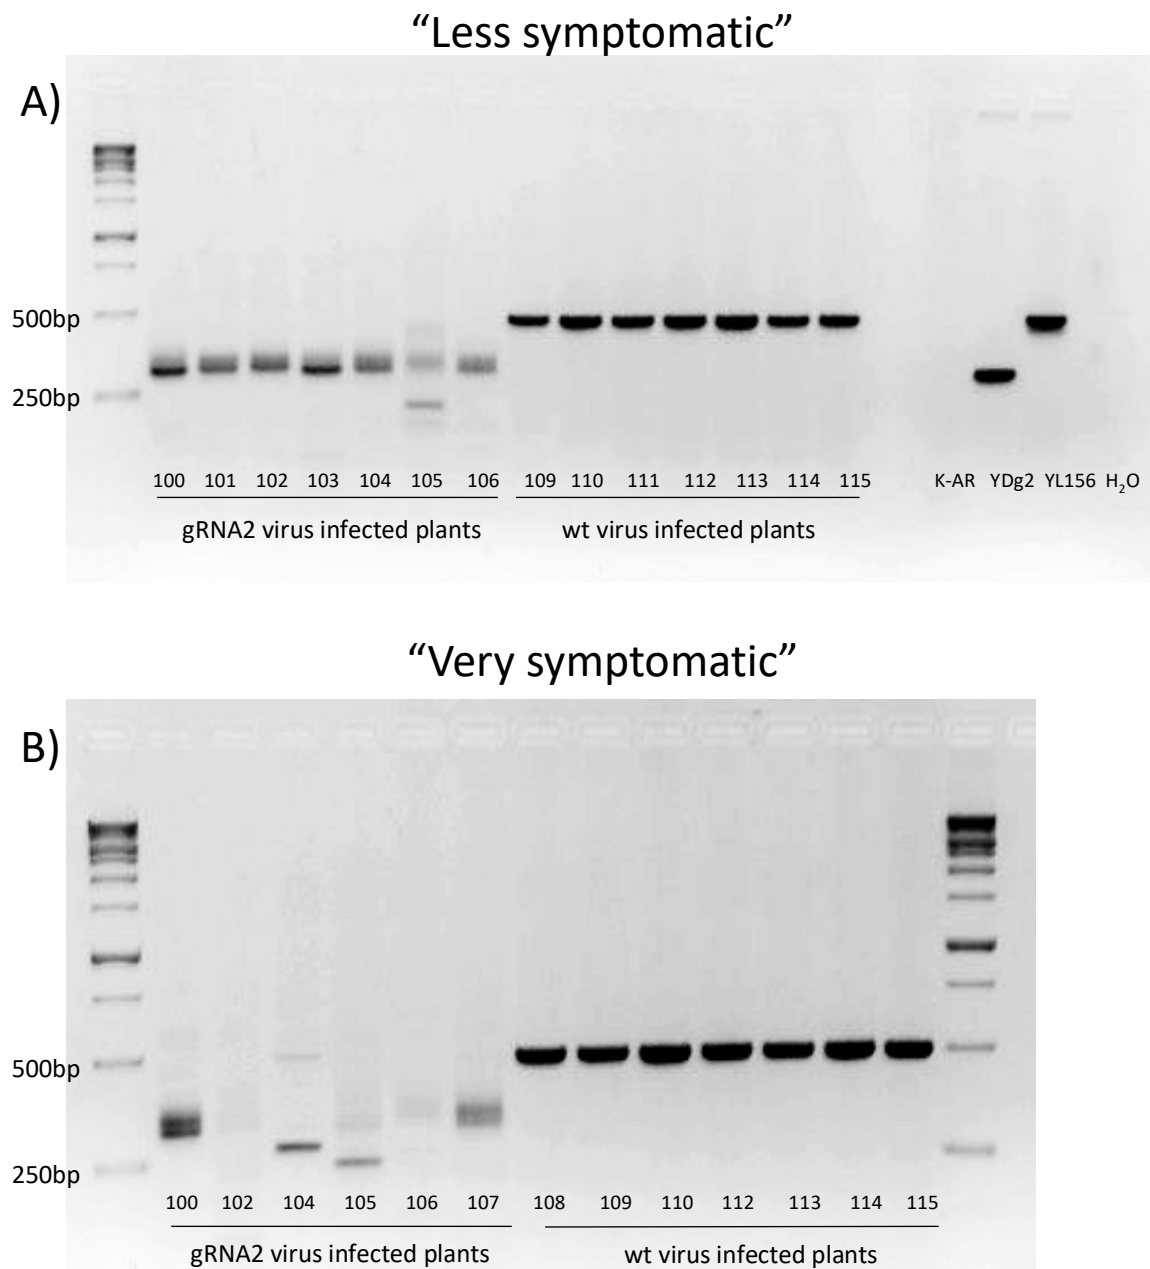 “Less symptomatic”
A)
500bp
250bp
100 101 102 103 104 105 106 109 110 111 112 113 114 115 K-AR YDg2 YL156 H₂O
gRNA2 virus infected plants wt virus infected plants
“Very symptomatic”
B)
500bp
250bp
100 102 104 105 106 107 108 109 110 112 113 114 115
gRNA2 virus infected plants wt virus infected plants